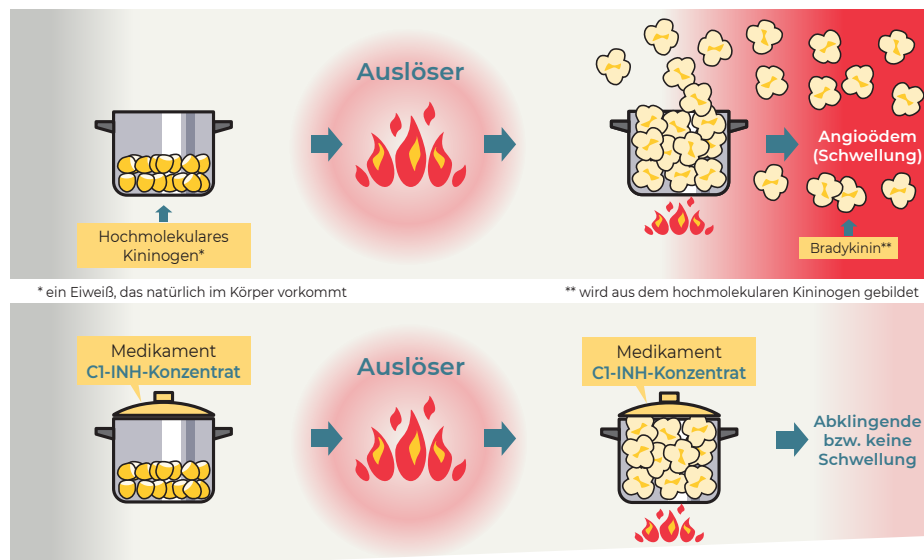 Auslöser
Hochmolekulares
Kininogen*
Angioödem
(Schwellung)
Bradykinin**
* ein Eiweiß, das natürlich im Körper vorkommt
** wird aus dem hochmolekularen Kininogen gebildet
Medikament
C1-INH-Konzentrat
Auslöser
Medikament
C1-INH-Konzentrat
Abklingende
bzw. keine
Schwellung